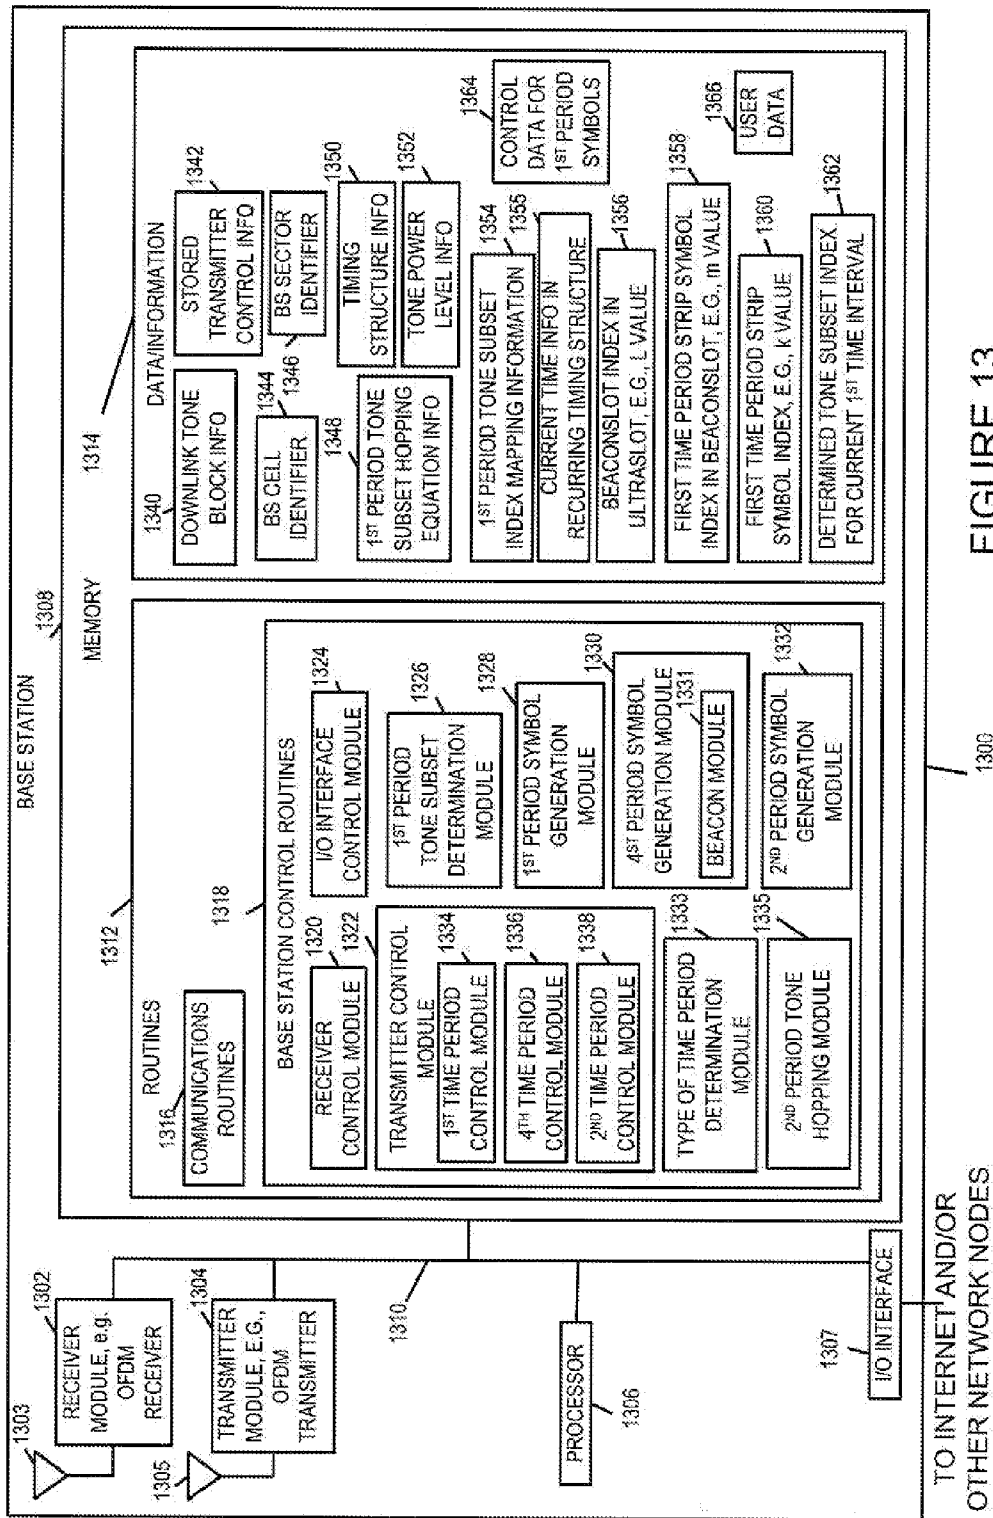 BASE STATION
1308
1303
1302
RECEIVER
MODULE, e.g.
OFDM
RECEIVER
1305
1304
TRANSMITTER
MODULE, E.G.,
OFDM
TRANSMITTER
1310
PROCESSOR
1306
1307
I/O INTERFACE
TO INTERNET AND/OR
OTHER NETWORK NODES
MEMORY
1312
ROUTINES
1316
COMMUNICATIONS
ROUTINES
1318
BASE STATION CONTROL ROUTINES
1320
RECEIVER
CONTROL MODULE
1324
I/O INTERFACE
CONTROL MODULE
1322
TRANSMITTER CONTROL
MODULE
1334
1ST TIME PERIOD
CONTROL MODULE
1336
4TH TIME PERIOD
CONTROL MODULE
1338
2ND TIME PERIOD
CONTROL MODULE
1333
TYPE OF TIME PERIOD
DETERMINATION
MODULE
1335
2ND PERIOD TONE
HOPPING MODULE
1326
1ST PERIOD
TONE SUBSET
DETERMINATION
MODULE
1328
1ST PERIOD SYMBOL
GENERATION
MODULE
1330
4ST PERIOD SYMBOL
GENERATION MODULE
1331
BEACON MODULE
1332
2ND PERIOD SYMBOL
GENERATION
MODULE
1314
DATA/INFORMATION
1340
DOWNLINK TONE
BLOCK INFO
1342
STORED
TRANSMITTER
CONTROL INFO
1344
BS CELL
IDENTIFIER
1346
BS SECTOR
IDENTIFIER
1348
1ST PERIOD TONE
SUBSET HOPPING
EQUATION INFO
1350
TIMING
STRUCTURE INFO
1352
TONE POWER
LEVEL INFO
1354
1ST PERIOD TONE SUBSET
INDEX MAPPING INFORMATION
1355
CURRENT TIME INFO IN
RECURRING TIMING STRUCTURE
1356
BEACONSLOT INDEX IN
ULTRASLOT, E.G., L VALUE
1364
CONTROL
DATA FOR
1ST PERIOD
SYMBOLS
1358
FIRST TIME PERIOD STRIP SYMBOL
INDEX IN BEACONSLOT, E.G., m VALUE
1360
FIRST TIME PERIOD STRIP
SYMBOL INDEX, E.G., k VALUE
1362
DETERMINED TONE SUBSET INDEX
FOR CURRENT 1ST TIME INTERVAL
1366
USER
DATA
1300
FIGURE 13